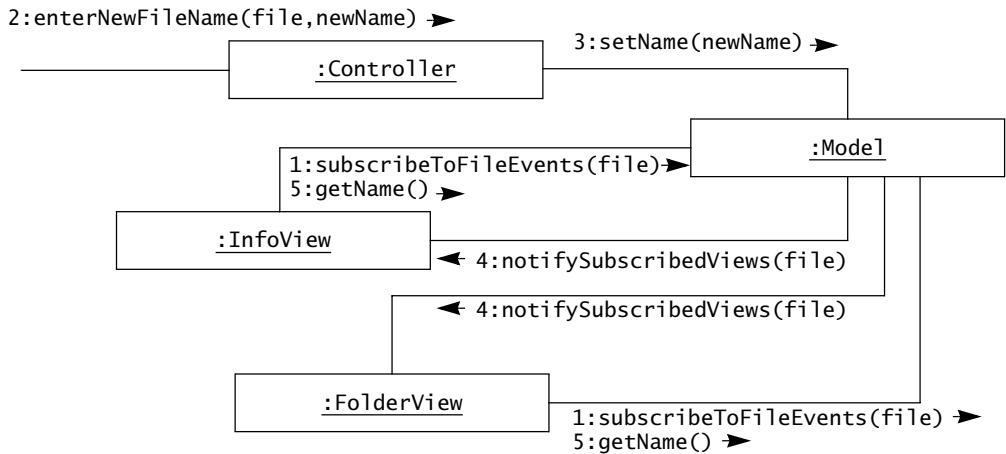 2:enterNewFileName(file,newName)
3:setName(newName)
:Controller
:Model
1:subscribeToFileEvents(file)
5:getName()
:InfoView
4:notifySubscribedViews(file)
4:notifySubscribedViews(file)
:FolderView
1:subscribeToFileEvents(file)
5:getName()